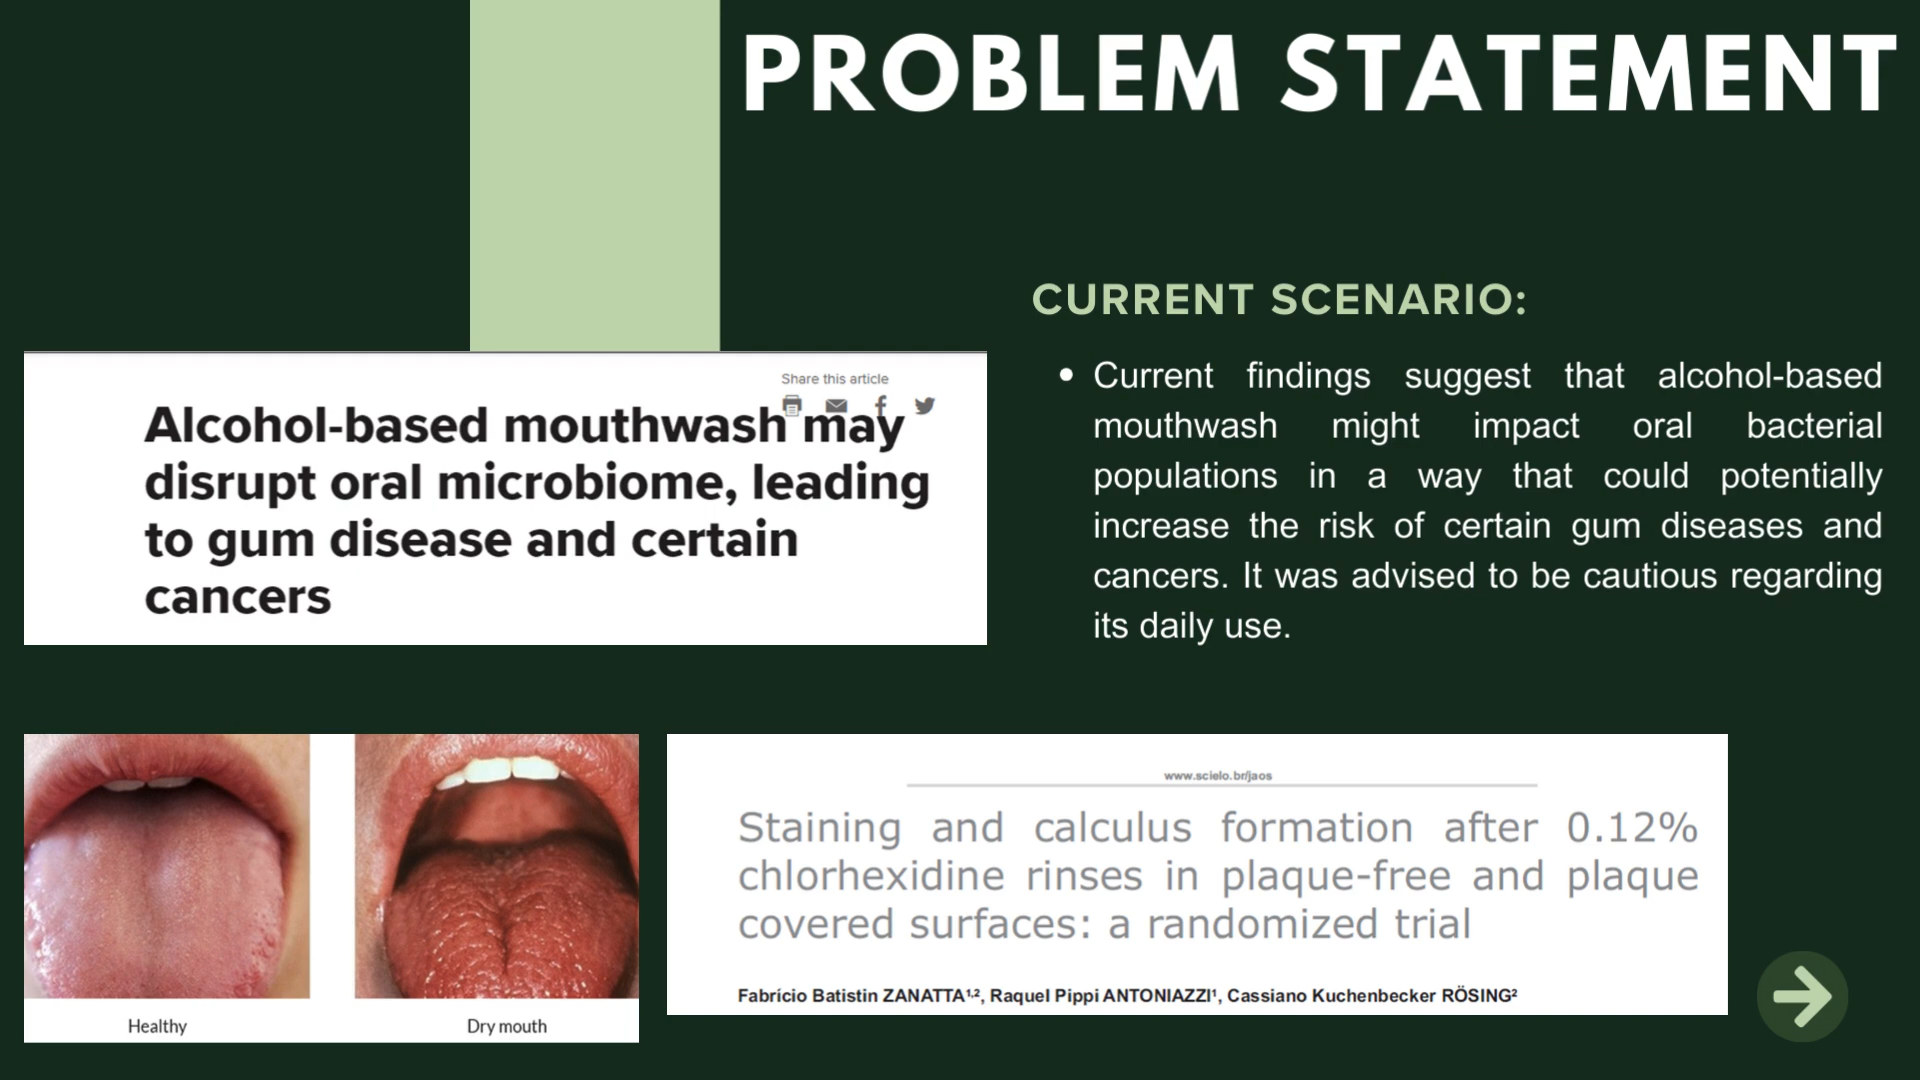 PROBLEM STATEMENT
Share this article
Alcohol-based mouthwash may
disrupt oral microbiome, leading
to gum disease and certain
cancers
CURRENT SCENARIO:
• Current findings suggest that alcohol-based
mouthwash might impact oral bacterial
populations in a way that could potentially
increase the risk of certain gum diseases and
cancers. It was advised to be cautious regarding
its daily use.
Healthy
Dry mouth
www.scielo.br/jaos
Staining and calculus formation after 0.12%
chlorhexidine rinses in plaque-free and plaque
covered surfaces: a randomized trial
Fabrício Batistin ZANATTA¹,², Raquel Pippi ANTONIAZZI¹, Cassiano Kuchenbecker RÖSING²